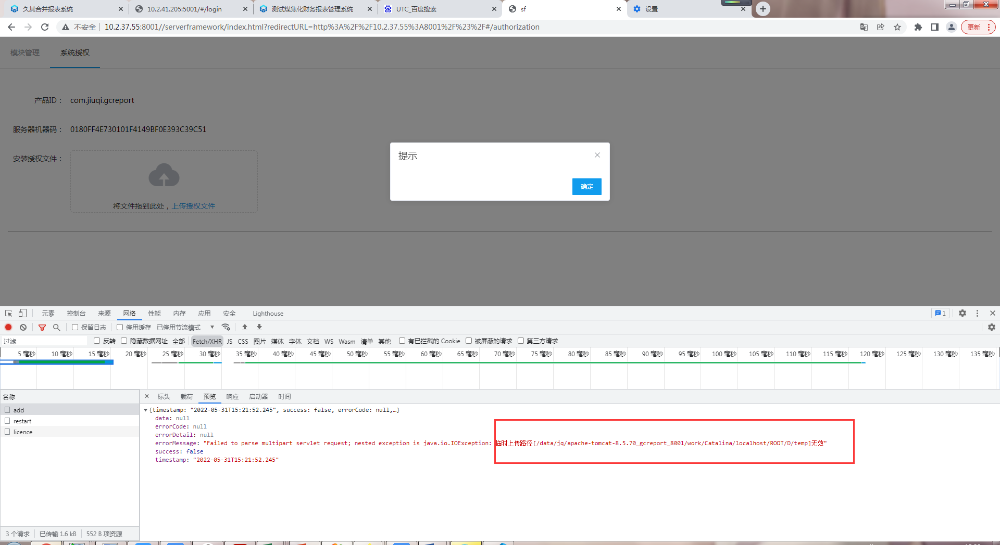 久其合并报表系统
10.2.41.205:5001/#/login
测试煤焦化财务报表管理系统
UTC_百度搜索
sf
设置
不安全
10.2.37.55:8001//serverframework/index.html?redirectURL=http%3A%2F%2F10.2.37.55%3A8001%2F%23%2F#/authorization
更新
模块管理
系统授权
产品ID：
com.jiuqi.gcreport
服务器机器码：
0180FF4E730101F4149BF0E393C39C51
安装授权文件：
将文件拖到此处，上传授权文件
提示
确定
元素
控制台
来源
网络
性能
内存
应用
安全
Lighthouse
1
保留日志
停用缓存
已停用节流模式
过滤
反转
隐藏数据网址
全部
Fetch/XHR
JS
CSS
图片
媒体
字体
文档
WS
Wasm
清单
其他
有已拦截的 Cookie
被屏蔽的请求
第三方请求
5 毫秒
10 毫秒
15 毫秒
20 毫秒
25 毫秒
30 毫秒
35 毫秒
40 毫秒
45 毫秒
50 毫秒
55 毫秒
60 毫秒
65 毫秒
70 毫秒
75 毫秒
80 毫秒
85 毫秒
90 毫秒
95 毫秒
100 毫秒
105 毫秒
110 毫秒
115 毫秒
120 毫秒
125 毫秒
130 毫秒
135 毫秒
名称
标头
载荷
预览
响应
启动器
时间
add
restart
licence
{timestamp: "2022-05-31T15:21:52.245", success: false, errorCode: null,…}
data: null
errorCode: null
errorDetail: null
errorMessage: "Failed to parse multipart servlet request; nested exception is java.io.IOException: 临时上传路径[/data/jq/apache-tomcat-8.5.70_gcreport_8001/work/Catalina/localhost/ROOT/D/temp]无效"
success: false
timestamp: "2022-05-31T15:21:52.245"
3 个请求
已传输 1.6 kB
552 B 项资源